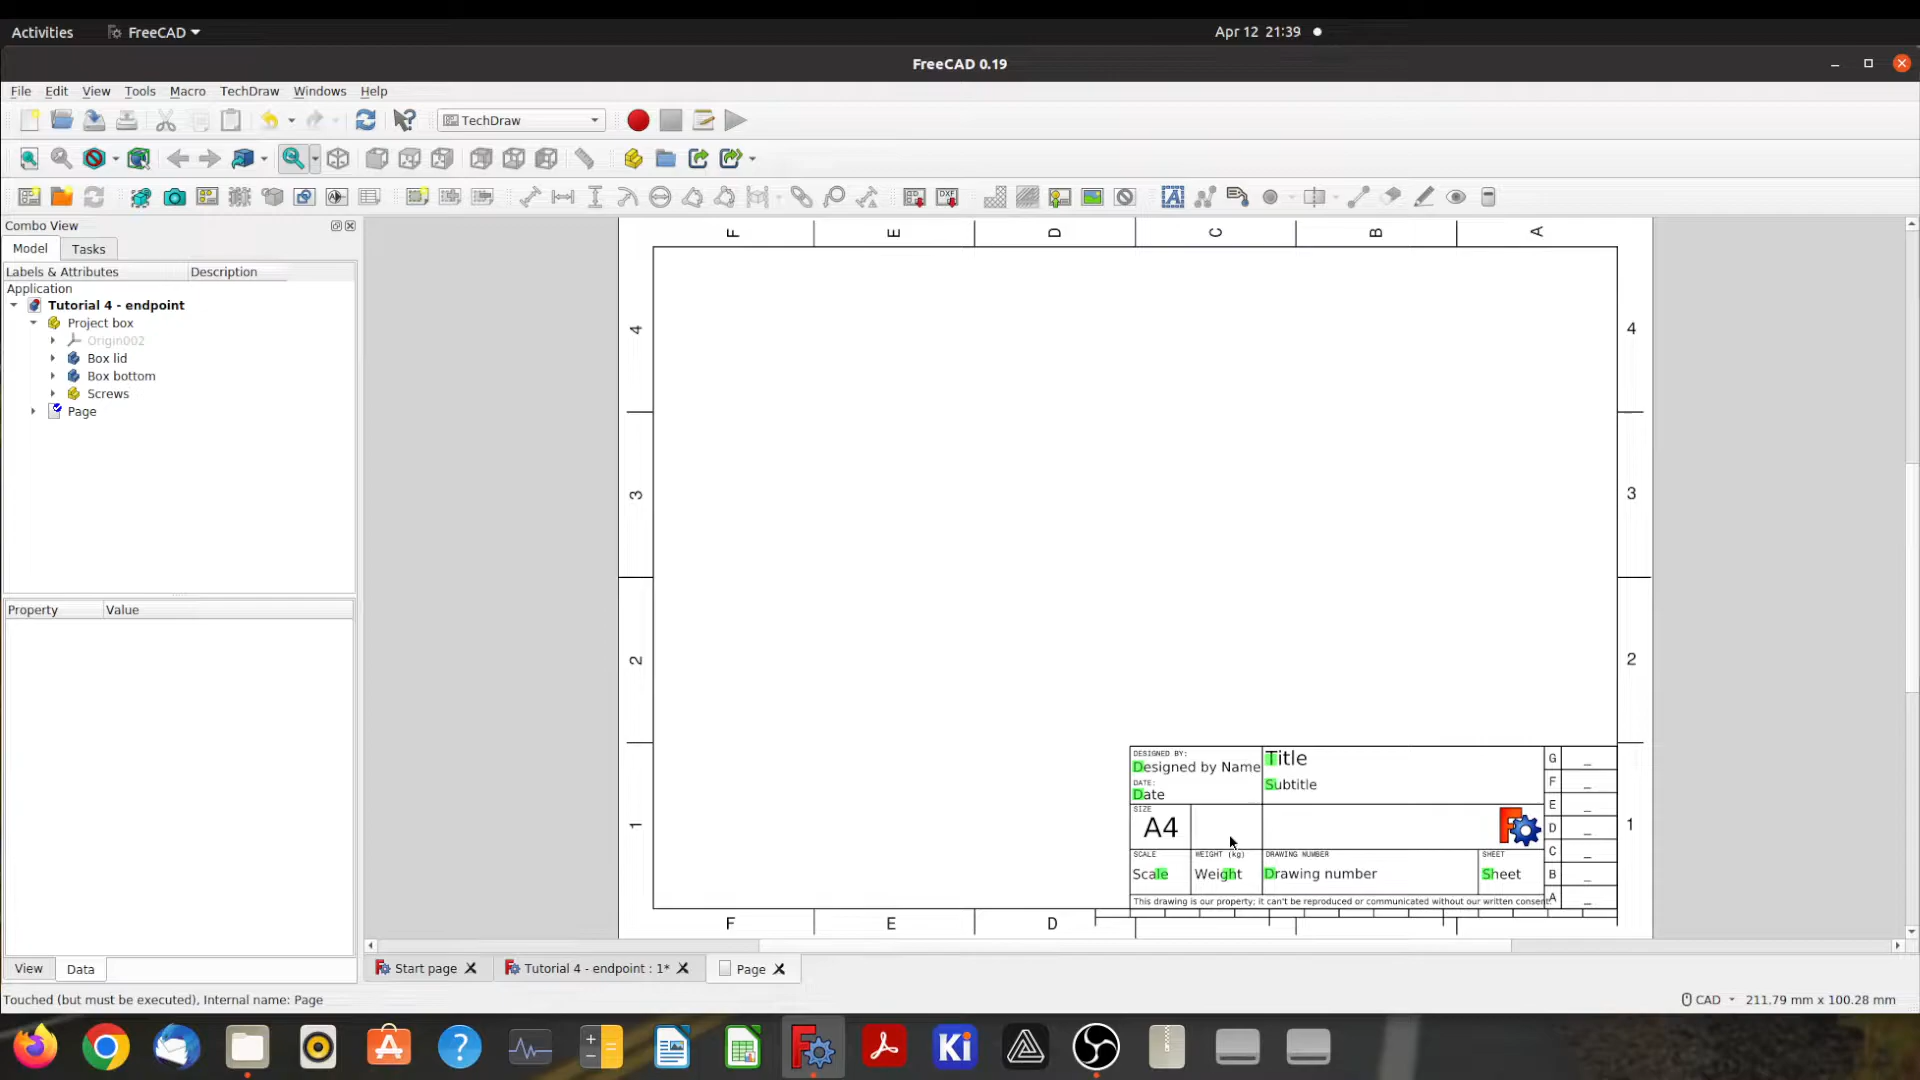 Activities FreeCAD Apr 12 21:39
FreeCAD 0.19
File Edit View Tools Macro TechDraw Windows Help
TechDraw
Combo View
Model Tasks
Labels & Attributes Description
Application
Tutorial 4 - endpoint
Project box
Origin002
Box lid
Box bottom
Screws
Page
Property Value
View Data
F E D C B A
4 4
3 3
2 2
1 1
F E D
DESIGNED BY:
Designed by Name
DATE:
Date
Title
Subtitle
SIZE
A4
SCALE
Scale
WEIGHT (kg)
Weight
DRAWING NUMBER
Drawing number
SHEET
Sheet
This drawing is our property; it can't be reproduced or communicated without our written consent.
G _
F _
E _
D _
C _
B _
A _
Start page Tutorial 4 - endpoint : 1* Page
Touched (but must be executed), Internal name: Page CAD 211.79 mm x 100.28 mm
Ki